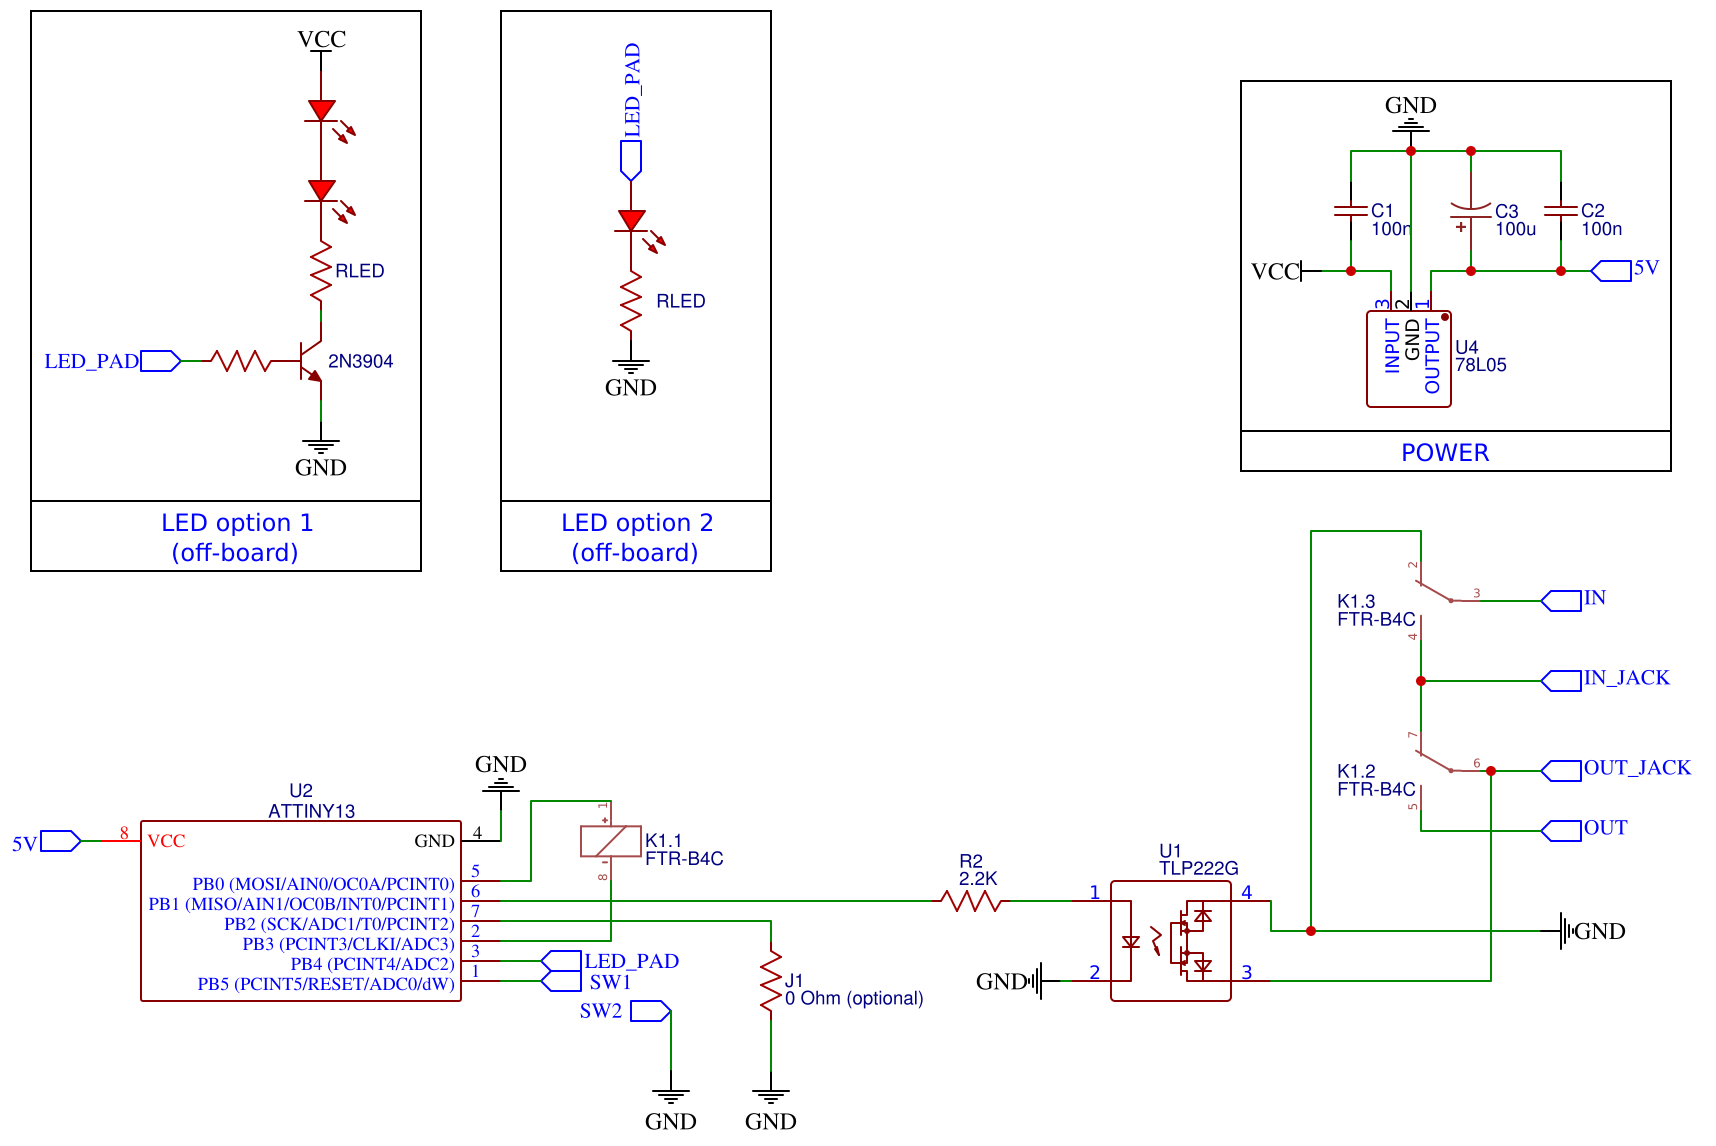 VCC
RLED
LED_PAD
2N3904
GND
LED option 1
(off-board)
LED_PAD
RLED
GND
LED option 2
(off-board)
GND
C1
100n
C3
100u
+
C2
100n
VCC
5V
3
2
1
INPUT
GND
OUTPUT
U4
78L05
POWER
2
3
IN
K1.3
FTR-B4C
4
IN_JACK
7
6
OUT_JACK
K1.2
FTR-B4C
5
OUT
GND
U2
ATTINY13
5V
8
VCC
GND
4
PB0 (MOSI/AIN0/OC0A/PCINT0)
5
PB1 (MISO/AIN1/OC0B/INT0/PCINT1)
6
PB2 (SCK/ADC1/T0/PCINT2)
7
PB3 (PCINT3/CLKI/ADC3)
2
PB4 (PCINT4/ADC2)
3
PB5 (PCINT5/RESET/ADC0/dW)
1
1
+
-
8
K1.1
FTR-B4C
LED_PAD
SW1
SW2
GND
J1
0 Ohm (optional)
GND
R2
2.2K
U1
TLP222G
1
4
2
3
GND
GND